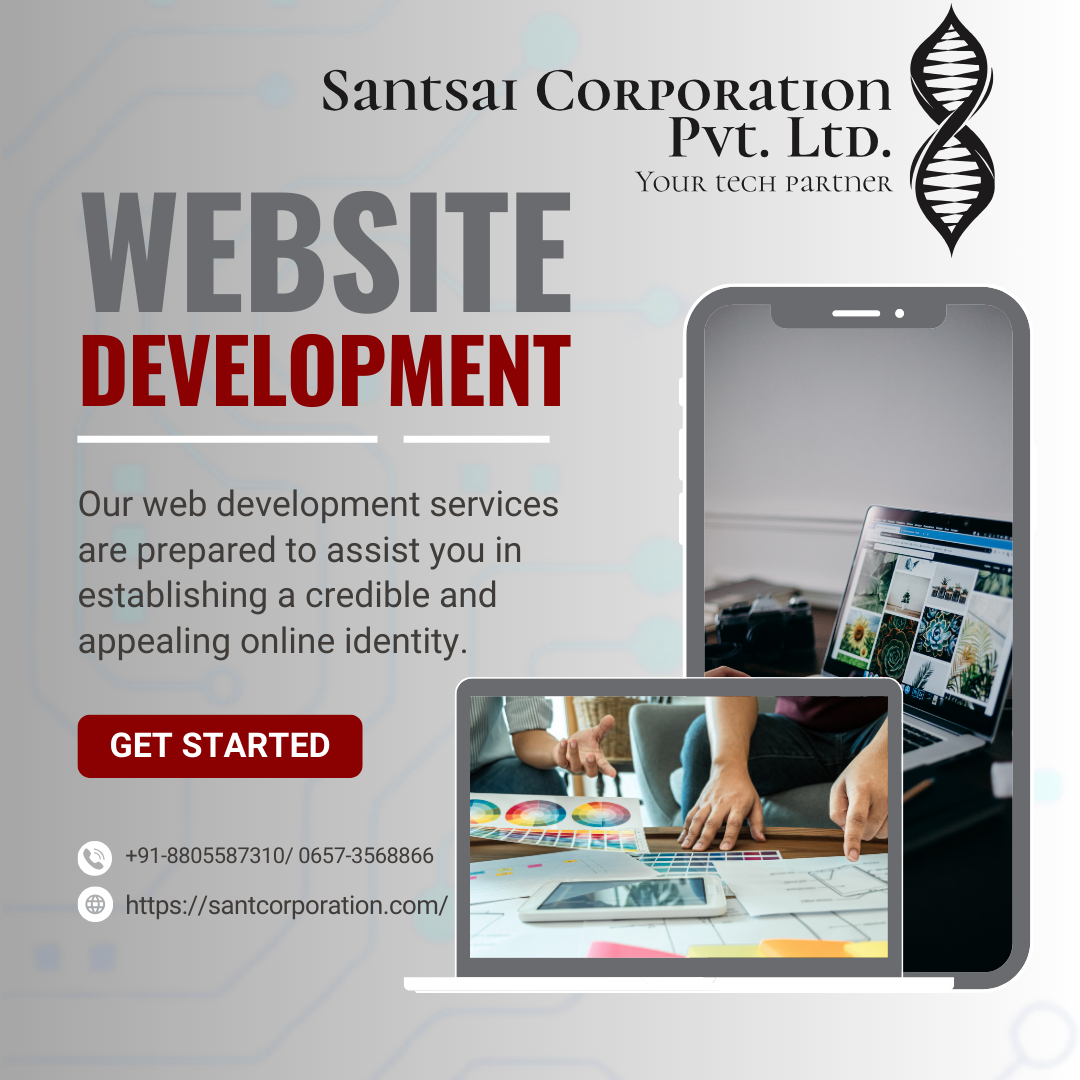 Santsai Corporation
Pvt. Ltd.
Your tech partner
WEBSITE
DEVELOPMENT
Our web development services
are prepared to assist you in
establishing a credible and
appealing online identity.
GET STARTED
+91-8805587310/ 0657-3568866
https://santcorporation.com/